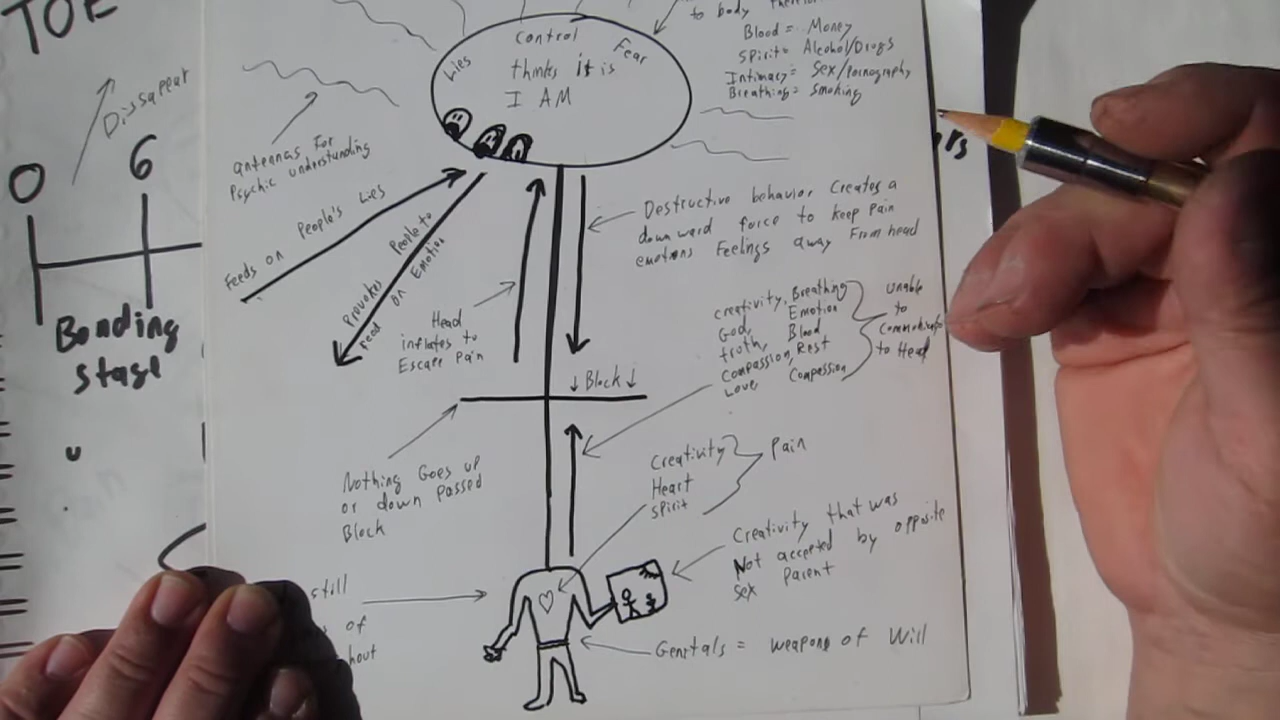 TOE
0
6
Dissapear
Bonding
stage
to body
Blood = Money
Spirit = Alcohol/Drugs
Intimacy = Sex/Pornography
Breathing = Smoking
control
Lies
Fear
thinks it is
I AM
antennas For
Psychic understanding
Feeds on People's Lies
Provokes People to
Feed on Emotion
Head
inflates to
Escape Pain
Destructive behavior Creates a
downward force to keep Pain
emotions Feelings away From head
creativity, Breathing
God, Emotion
truth, Blood
Compassion, Rest
Love Compassion
unable
to
to Head
↓ Block ↓
Nothing Goes up
or down Passed
Block
Creativity
Heart
Spirit
Pain
Creativity that was
Not accepted by opposite
sex Parent
still
of
hout
Genitals = weapons of Will